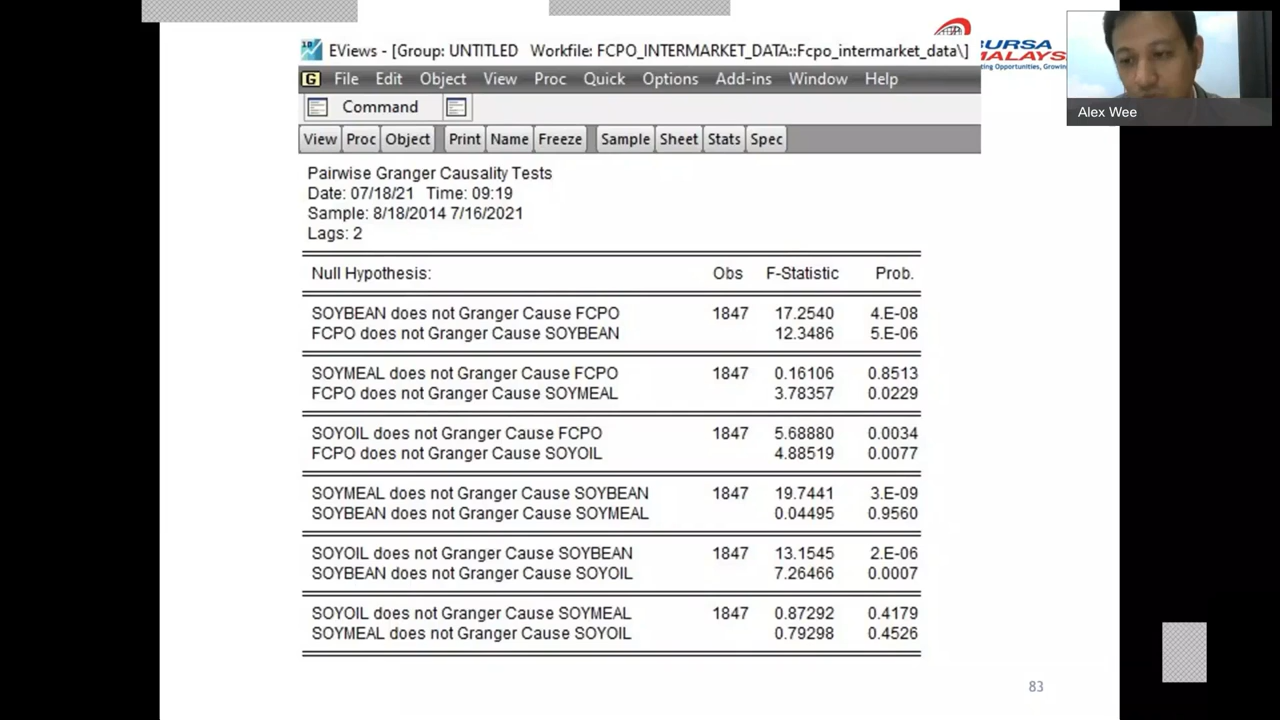 EViews - [Group: UNTITLED Workfile: FCPO_INTERMARKET_DATA::Fcpo_intermarket_data\]
BURSA
MALAYS
ting Opportunities, Growin
G File Edit Object View Proc Quick Options Add-ins Window Help
Alex Wee
Command
View Proc Object Print Name Freeze Sample Sheet Stats Spec
Pairwise Granger Causality Tests
Date: 07/18/21 Time: 09:19
Sample: 8/18/2014 7/16/2021
Lags: 2
Null Hypothesis: Obs F-Statistic Prob.
SOYBEAN does not Granger Cause FCPO 1847 17.2540 4.E-08
FCPO does not Granger Cause SOYBEAN 12.3486 5.E-06
SOYMEAL does not Granger Cause FCPO 1847 0.16106 0.8513
FCPO does not Granger Cause SOYMEAL 3.78357 0.0229
SOYOIL does not Granger Cause FCPO 1847 5.68880 0.0034
FCPO does not Granger Cause SOYOIL 4.88519 0.0077
SOYMEAL does not Granger Cause SOYBEAN 1847 19.7441 3.E-09
SOYBEAN does not Granger Cause SOYMEAL 0.04495 0.9560
SOYOIL does not Granger Cause SOYBEAN 1847 13.1545 2.E-06
SOYBEAN does not Granger Cause SOYOIL 7.26466 0.0007
SOYOIL does not Granger Cause SOYMEAL 1847 0.87292 0.4179
SOYMEAL does not Granger Cause SOYOIL 0.79298 0.4526
83